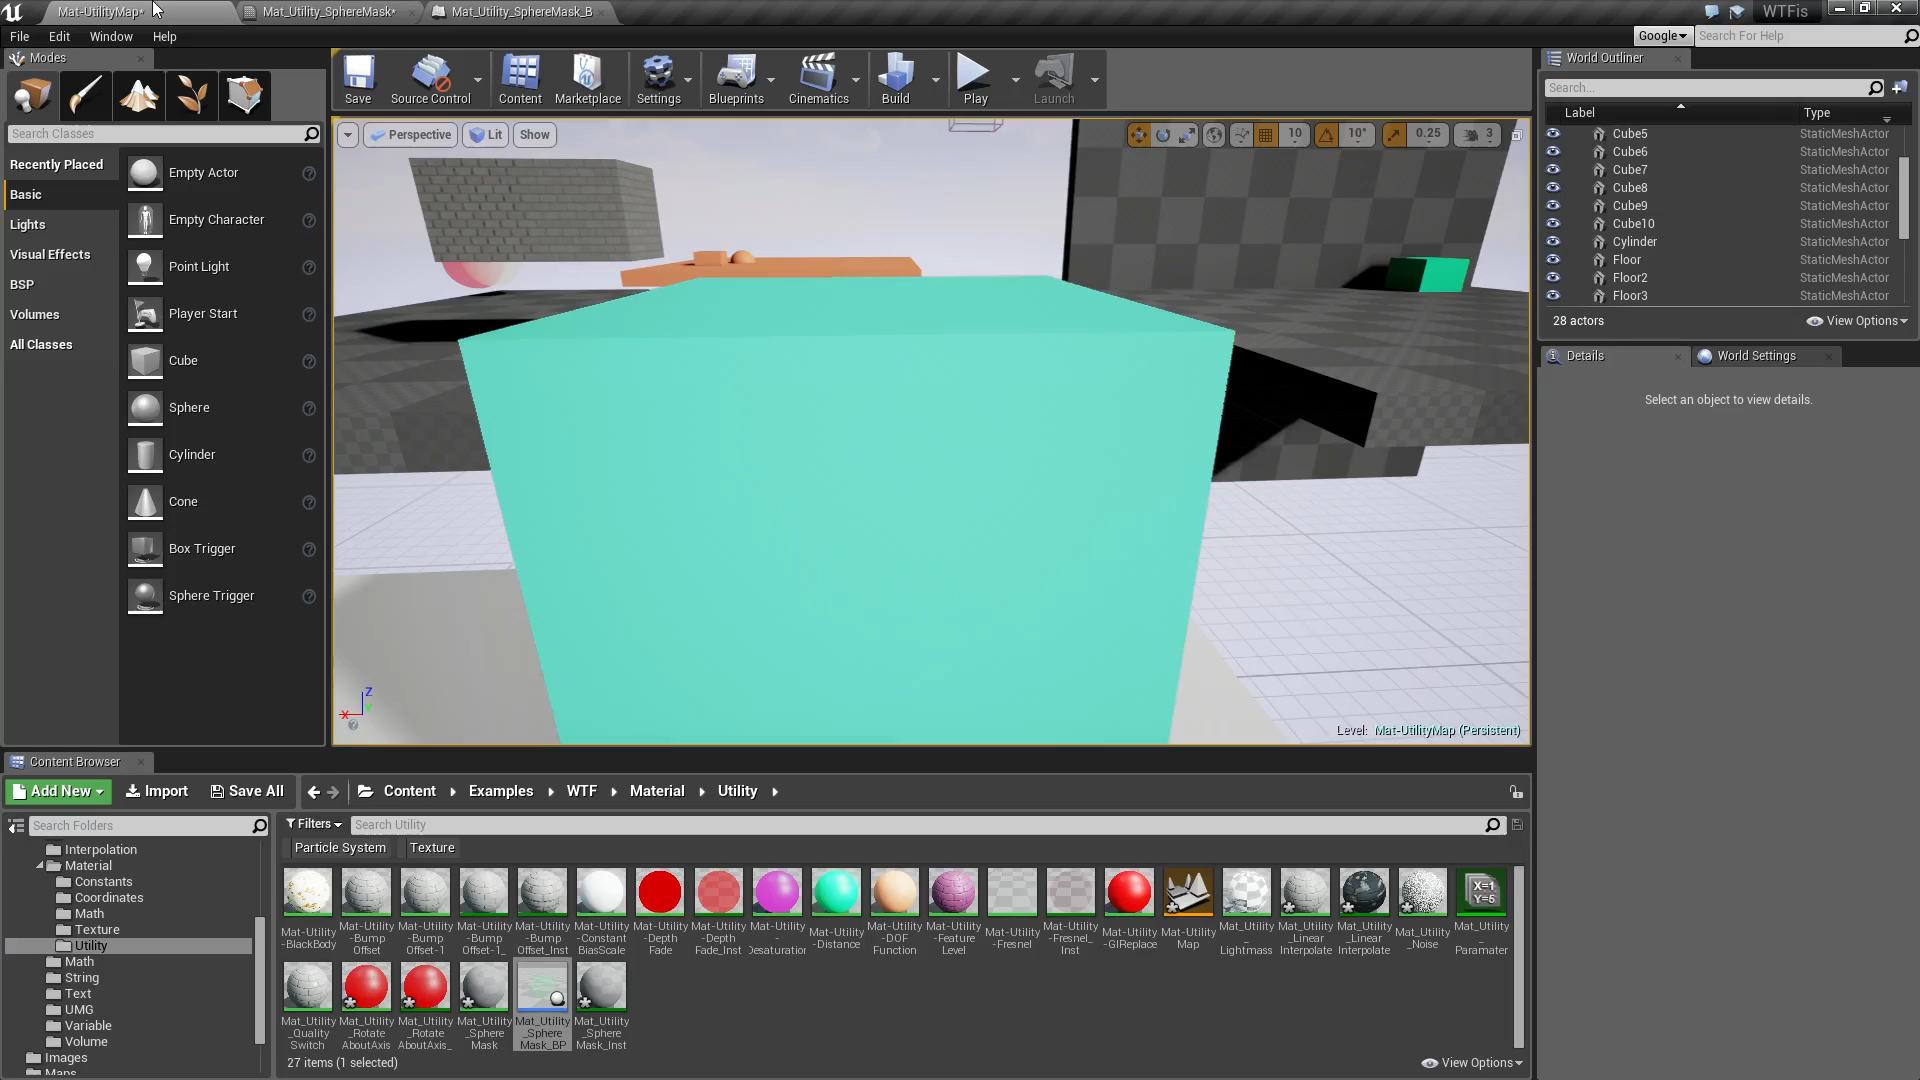 Mat-UtilityMap*
Mat_Utility_SphereMask*
Mat_Utility_SphereMask_B
WTFis
File
Edit
Window
Help
Google
Search For Help
Modes
Search Classes
Recently Placed
Basic
Lights
Visual Effects
BSP
Volumes
All Classes
Empty Actor
Empty Character
Point Light
Player Start
Cube
Sphere
Cylinder
Cone
Box Trigger
Sphere Trigger
Save
Source Control
Content
Marketplace
Settings
Blueprints
Cinematics
Build
Play
Launch
Perspective
Lit
Show
10
10°
0.25
3
Z
X
Y
Level: Mat-UtilityMap (Persistent)
World Outliner
Search...
Label
Type
Cube5 StaticMeshActor
Cube6 StaticMeshActor
Cube7 StaticMeshActor
Cube8 StaticMeshActor
Cube9 StaticMeshActor
Cube10 StaticMeshActor
Cylinder StaticMeshActor
Floor StaticMeshActor
Floor2 StaticMeshActor
Floor3 StaticMeshActor
28 actors
View Options
Details
World Settings
Select an object to view details.
Content Browser
Add New
Import
Save All
Content
Examples
WTF
Material
Utility
Search Folders
Interpolation
Material
Constants
Coordinates
Math
Texture
Utility
Math
String
Text
UMG
Variable
Volume
Images
Maps
Filters
Search Utility
Particle System
Texture
Mat-Utility
-BlackBody
Mat-Utility
-Bump
Offset
Mat-Utility
-Bump
Offset-1
Mat-Utility
-Bump
Offset-1_
Mat-Utility
-Bump
Offset_Inst
Mat-Utility
-Constant
BiasScale
Mat-Utility
-Depth
Fade
Mat-Utility
-Depth
Fade_Inst
Mat-Utility
-
Desaturation
Mat-Utility
-Distance
Mat-Utility
-DOF
Function
Mat-Utility
-Feature
Level
Mat-Utility
-Fresnel
Mat-Utility
-Fresnel_
Inst
Mat-Utility
-GIReplace
Mat-Utility
Map
Mat_Utility_
Lightmass
Mat_Utility
_Linear
Interpolate
Mat_Utility
_Linear
Interpolate
Mat_Utility
_Noise
X=1
Y=5
Mat_Utility
_
Paramater
Mat_Utility
_Quality
Switch
Mat_Utility
_Rotate
AboutAxis
Mat_Utility
_Rotate
AboutAxis_
Mat_Utility
_Sphere
Mask
Mat_Utility
_Sphere
Mask_BP
Mat_Utility
_Sphere
Mask_Inst
27 items (1 selected)
View Options